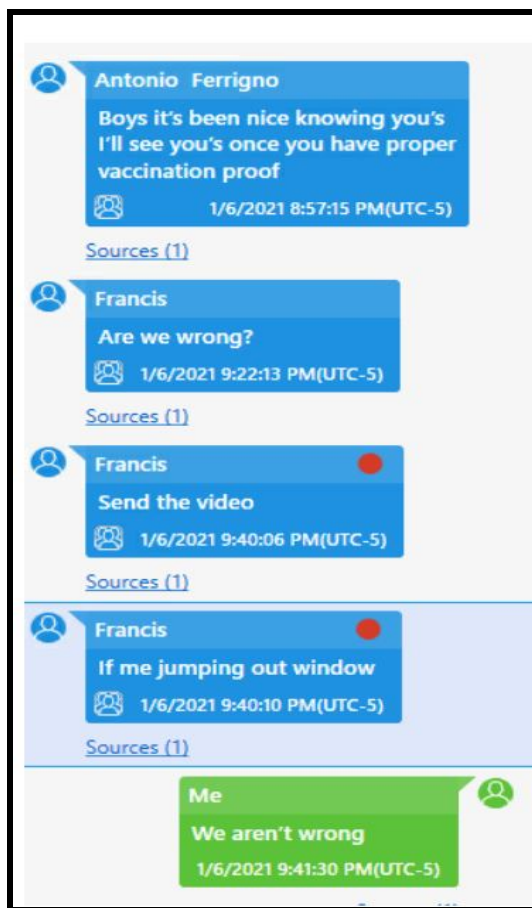 Antonio Ferrigno
Boys it's been nice knowing you's
I'll see you's once you have proper
vaccination proof
1/6/2021 8:57:15 PM(UTC-5)
Sources (1)
Francis
Are we wrong?
1/6/2021 9:22:13 PM(UTC-5)
Sources (1)
Francis
Send the video
1/6/2021 9:40:06 PM(UTC-5)
Sources (1)
Francis
If me jumping out window
1/6/2021 9:40:10 PM(UTC-5)
Sources (1)
Me
We aren't wrong
1/6/2021 9:41:30 PM(UTC-5)